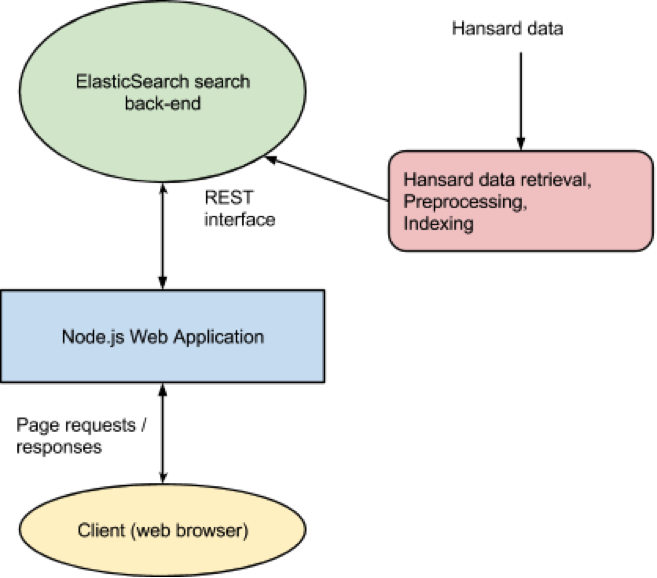 ElasticSearch search
back-end
Hansard data
Hansard data retrieval,
Preprocessing,
Indexing
REST
interface
Node.js Web Application
Page requests /
responses
Client (web browser)